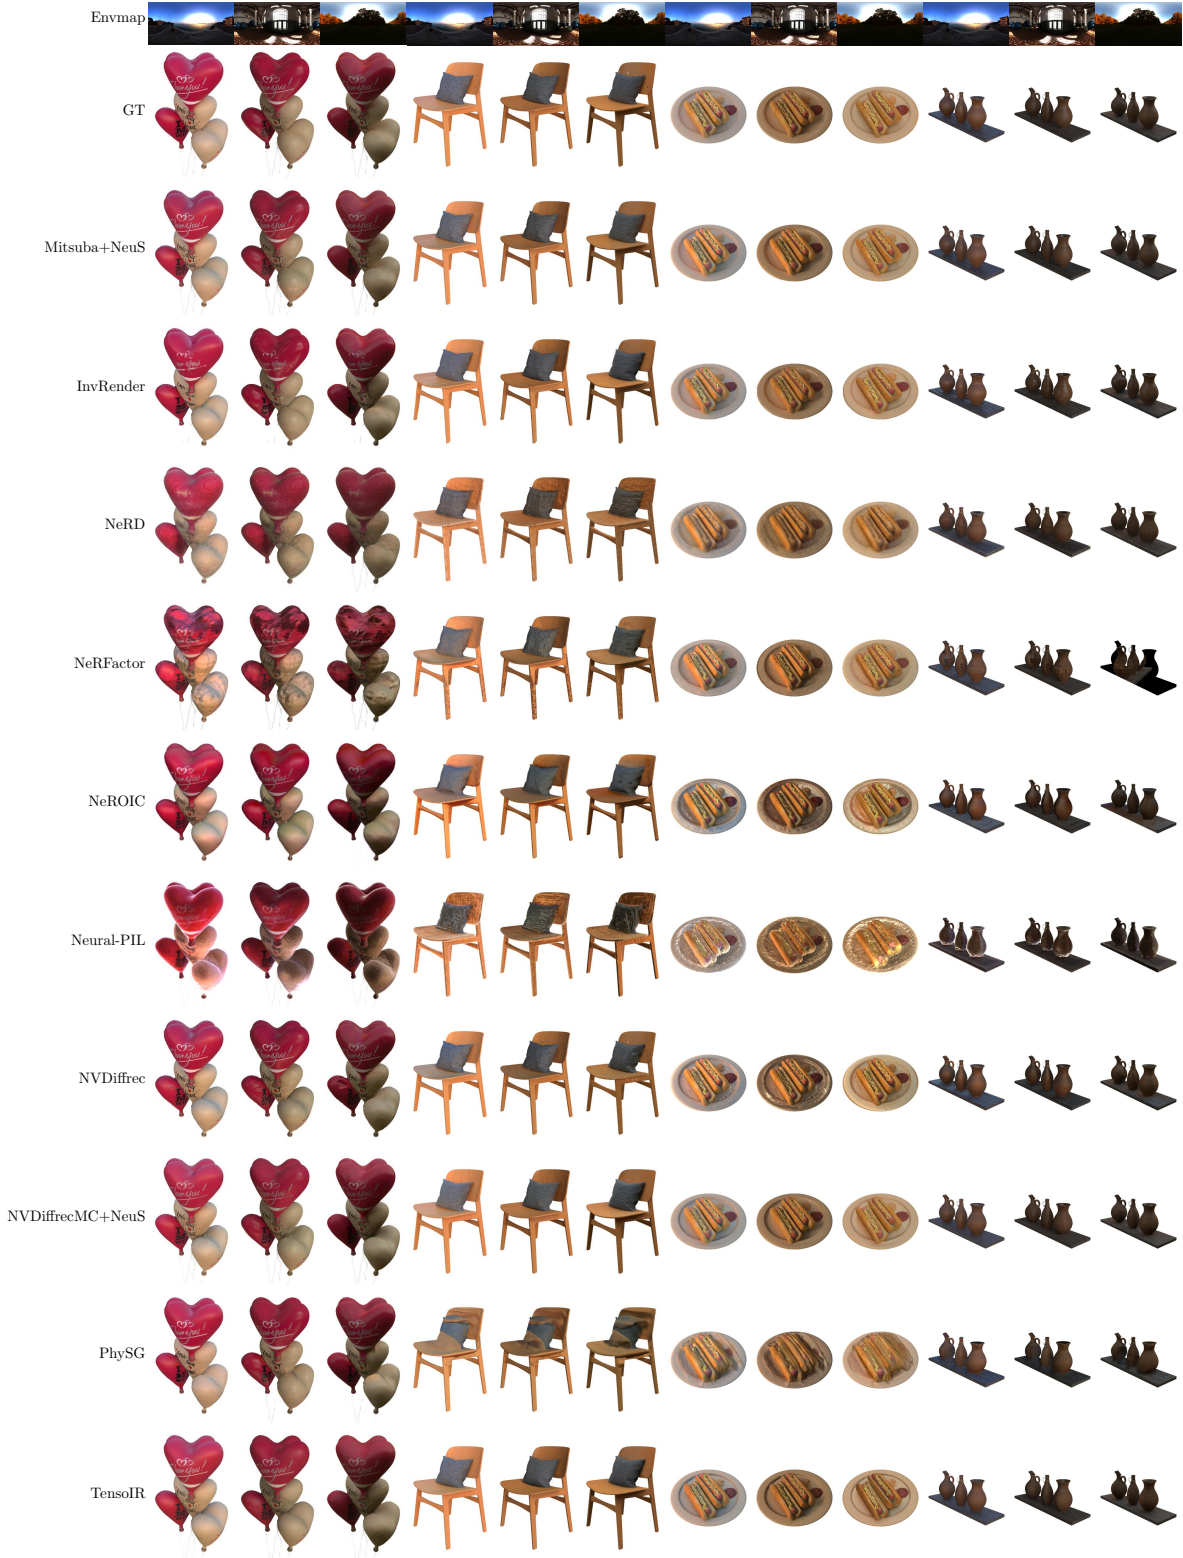 Envmap
GT
Mitsuba+NeuS
InvRender
NeRD
NeRFactor
NeROIC
Neural-PIL
NVDiffrec
NVDiffrecMC+NeuS
PhySG
TensoIR